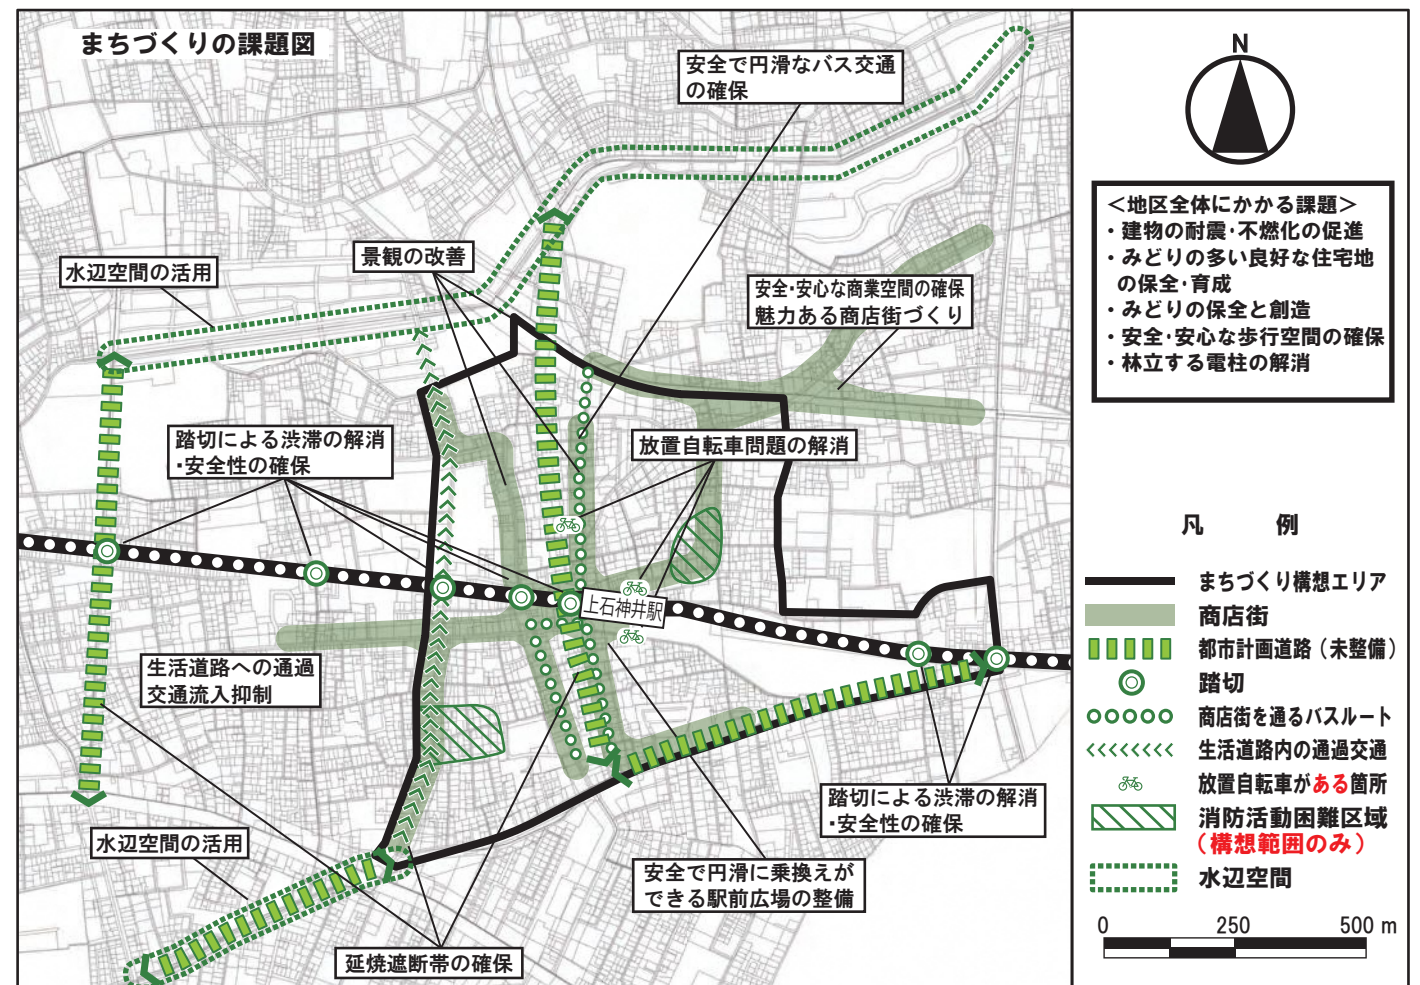 まちづくりの課題図
安全で円滑なバス交通
の確保
景観の改善
水辺空間の活用
安全・安心な商業空間の確保
魅力ある商店街づくり
踏切による渋滞の解消
・安全性の確保
放置自転車問題の解消
上石神井駅
生活道路への通過
交通流入抑制
踏切による渋滞の解消
・安全性の確保
水辺空間の活用
安全で円滑に乗換えが
できる駅前広場の整備
延焼遮断帯の確保
N
＜地区全体にかかる課題＞
・建物の耐震・不燃化の促進
・みどりの多い良好な住宅地
の保全・育成
・みどりの保全と創造
・安全・安心な歩行空間の確保
・林立する電柱の解消
凡　例
まちづくり構想エリア
商店街
都市計画道路（未整備）
踏切
商店街を通るバスルート
生活道路内の通過交通
放置自転車がある箇所
消防活動困難区域
（構想範囲のみ）
水辺空間
0 250 500 m